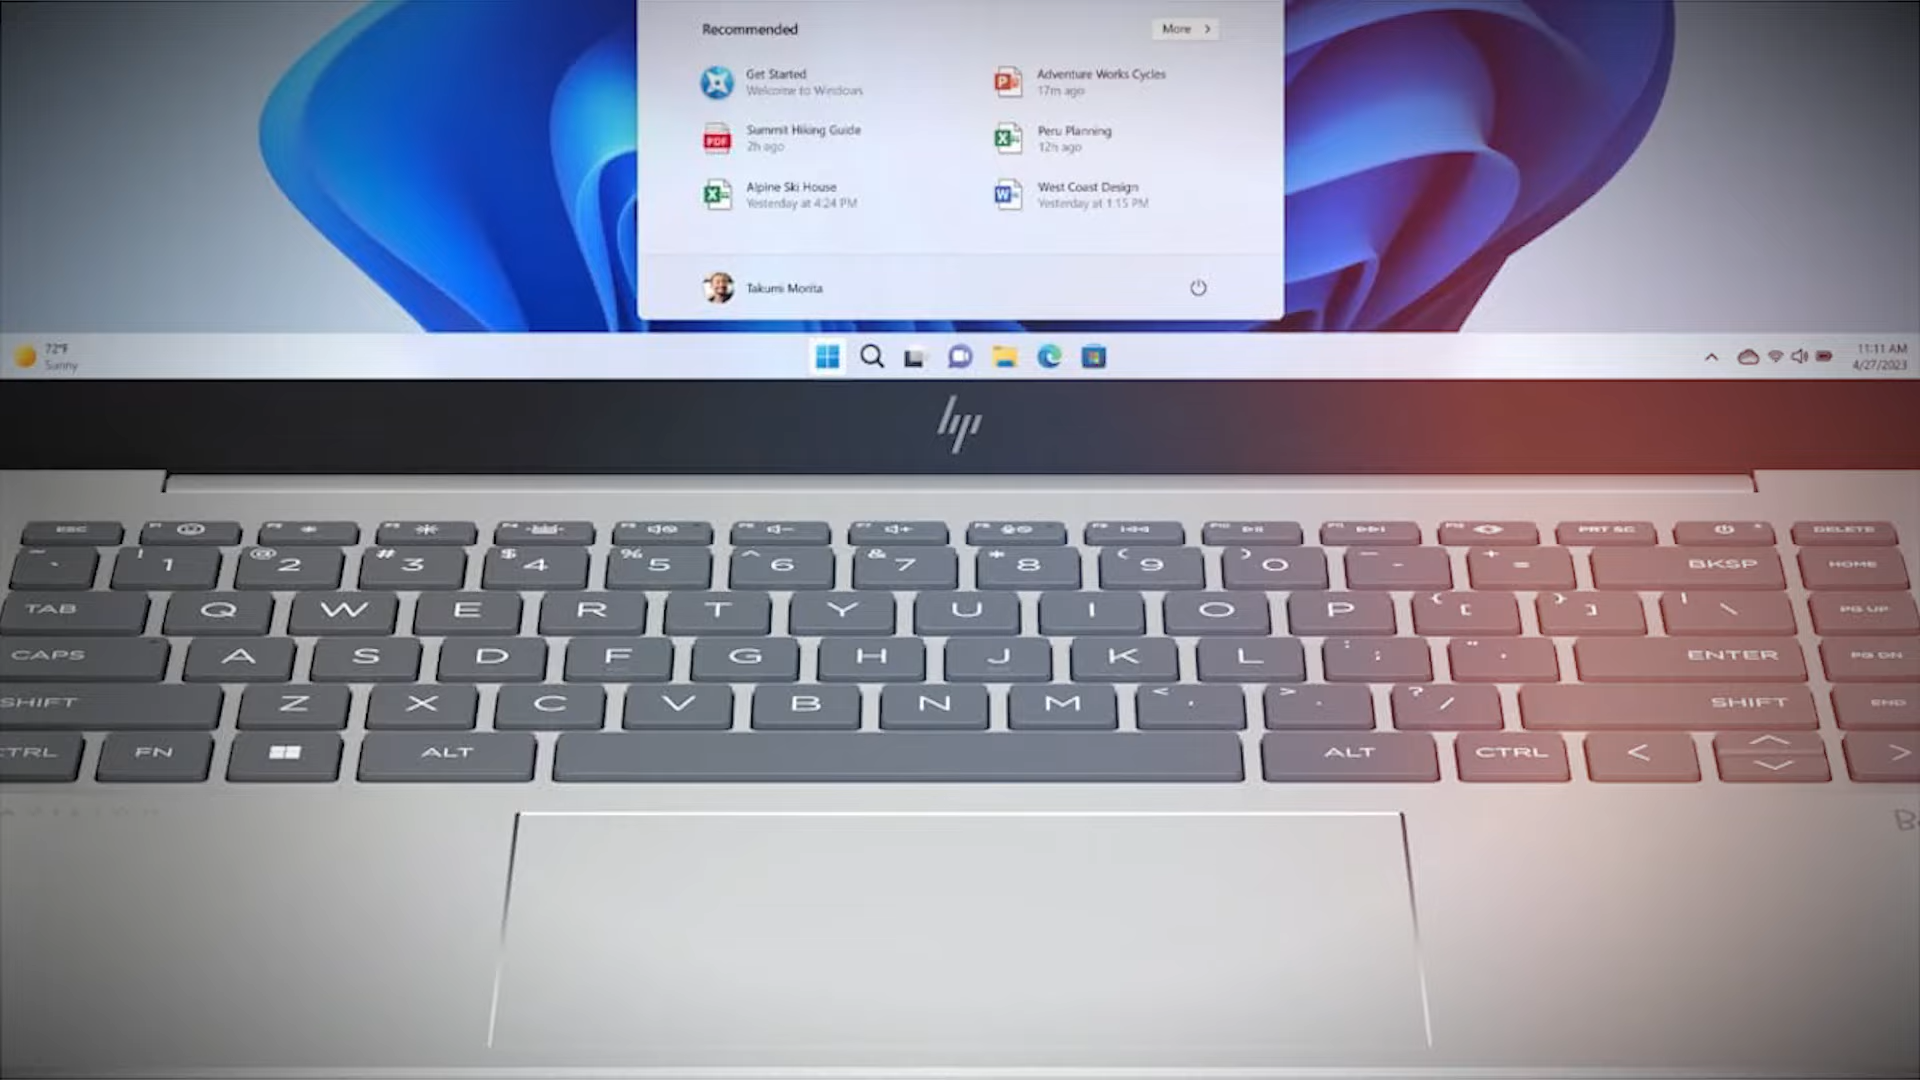 Recommended
More >
Get Started
Welcome to Windows
Adventure Works Cycles
17m ago
PDF
Summit Hiking Guide
2h ago
Peru Planning
12h ago
Alpine Ski House
Yesterday at 4:24 PM
West Coast Design
Yesterday at 1:15 PM
Takumi Morita
72°F
Sunny
11:11 AM
4/27/2023
hp
ESC PRT SC DELETE
~ ` ! 1 @ 2 # 3 $ 4 % 5 ^ 6 & 7 * 8 ( 9 ) 0 _ - + = BKSP HOME
TAB Q W E R T Y U I O P { [ } ] | \ PG UP
CAPS A S D F G H J K L : ; " ' ENTER PG DN
SHIFT Z X C V B N M < , > . ? / SHIFT END
CTRL FN ALT ALT CTRL